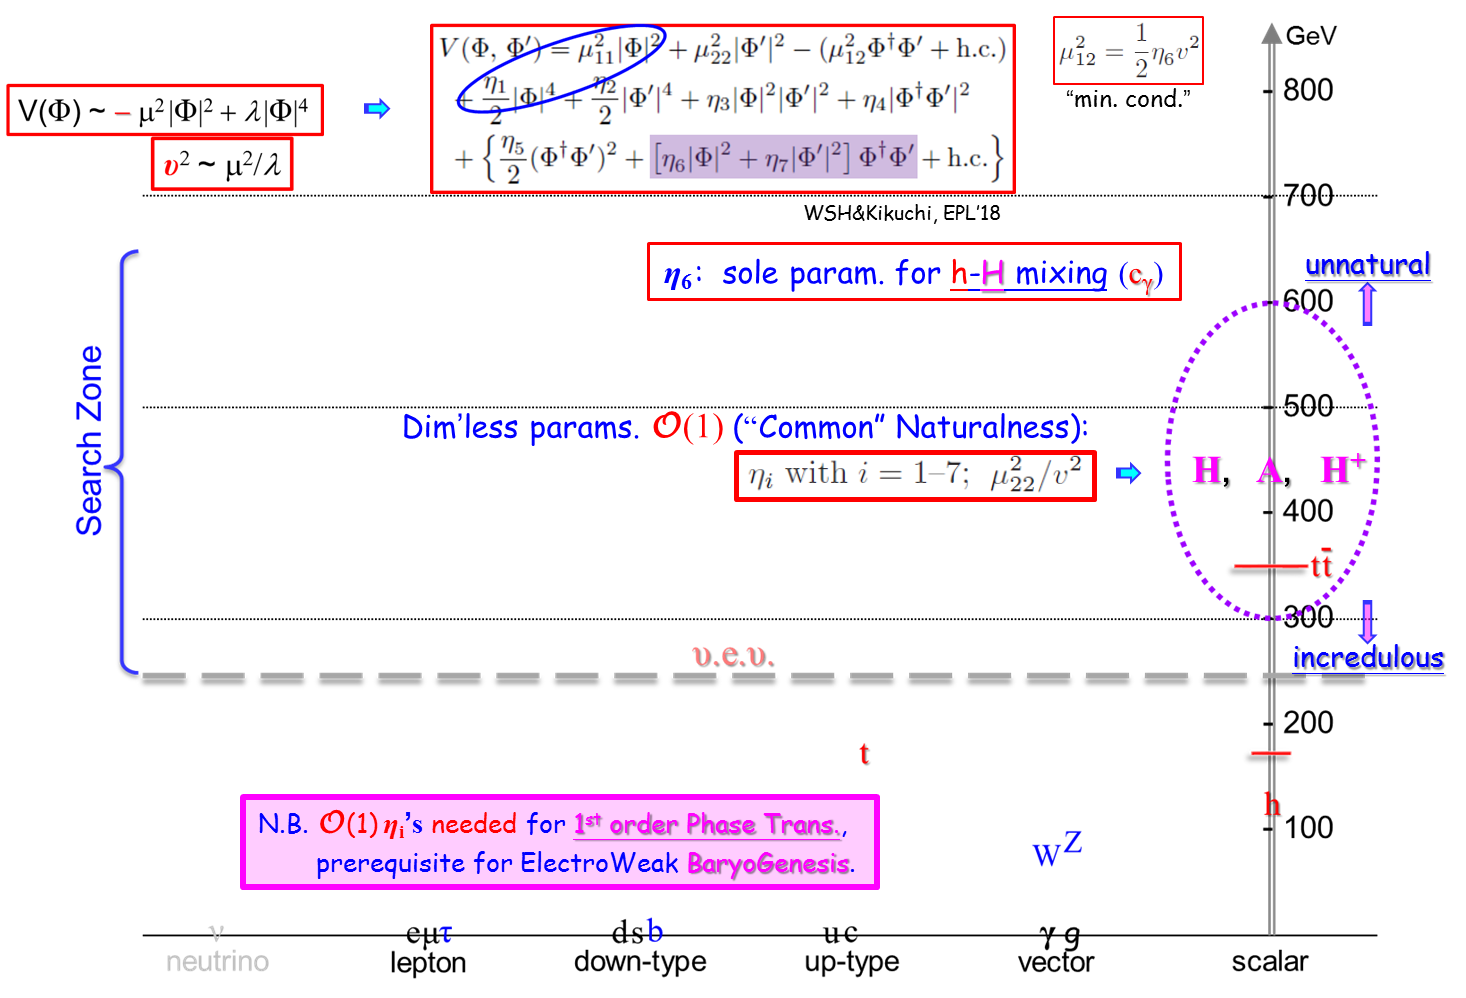 V(Φ) ~ − μ²|Φ|² + λ|Φ|⁴
υ² ~ μ²/λ
V(Φ, Φ′) = μ²₁₁|Φ|² + μ²₂₂|Φ′|² − (μ²₁₂Φ†Φ′ + h.c.)
+ η₁/2 |Φ|⁴ + η₂/2 |Φ′|⁴ + η₃|Φ|²|Φ′|² + η₄|Φ†Φ′|²
+ {η₅/2 (Φ†Φ′)² + [η₆|Φ|² + η₇|Φ′|²] Φ†Φ′ + h.c.}
μ²₁₂ = 1/2 η₆v²
“min. cond.”
WSH&Kikuchi, EPL’18
GeV
800
700
600
500
400
300
200
100
η₆: sole param. for h-H mixing (cᵧ)
unnatural
Search Zone
Dim’less params. O(1) (“Common” Naturalness):
ηᵢ with i = 1–7; μ²₂₂/v²
H, A, H⁺
tt̄
incredulous
υ.e.υ.
t
h
W Z
N.B. O(1) ηᵢ’s needed for 1st order Phase Trans.,
prerequisite for ElectroWeak BaryoGenesis.
ν eμτ dsb uc γ g
neutrino lepton down-type up-type vector scalar